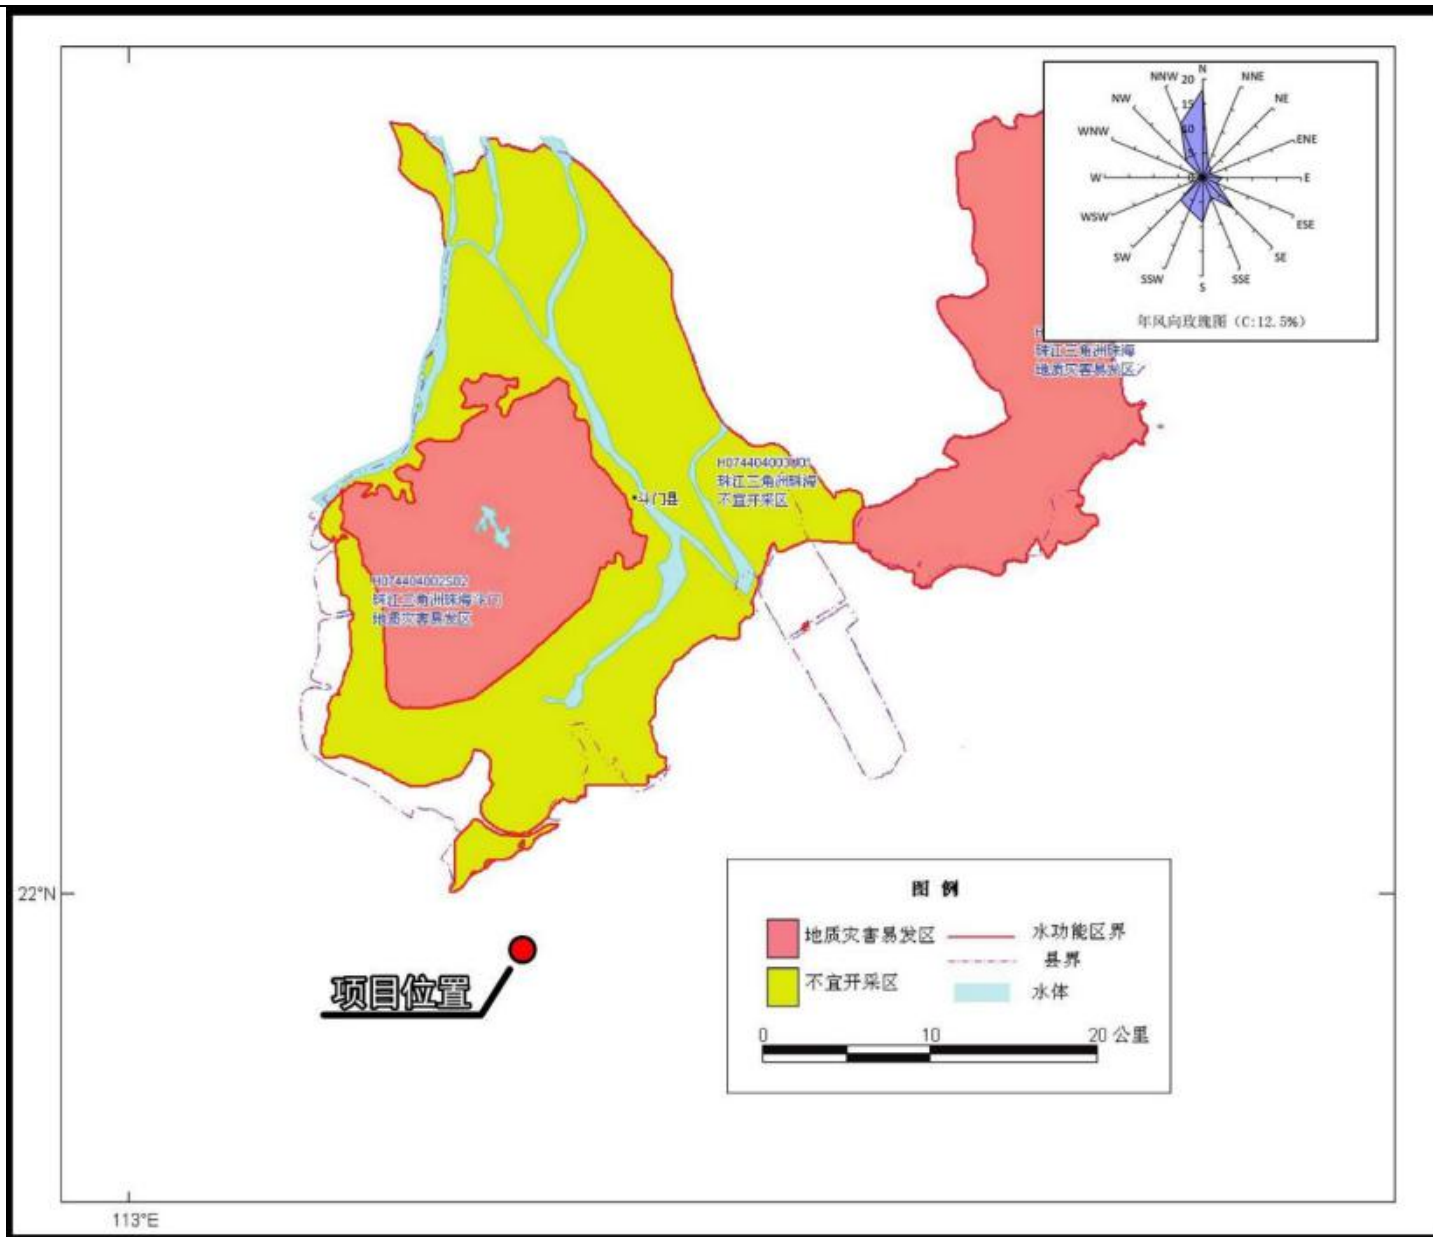 N
NNW
20
NNE
NW
15
NE
WNW
10
ENE
5
W
0
E
WSW
ESE
SW
SE
SSW
SSE
S
年风向玫瑰图（C:12.5%）
H
珠江三角洲珠海
地质灾害易发区
H074404003W01
珠江三角洲珠海
不宜开采区
斗门县
H074404002S02
珠江三角洲珠海斗门
地质灾害易发区
22°N
项目位置
图 例
地质灾害易发区
水功能区界
县界
不宜开采区
水体
0
10
20 公里
113°E